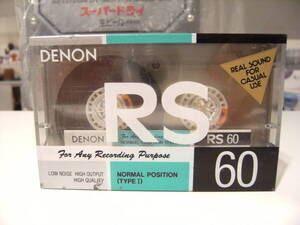 スーパードライ
DENON
REAL SOUND
FOR
CASUAL
USE
RS
DENON
RS 60
For Any Recording Purpose
LOW NOISE HIGH OUTPUT
HIGH QUALITY
NORMAL POSITION
(TYPE I)
60